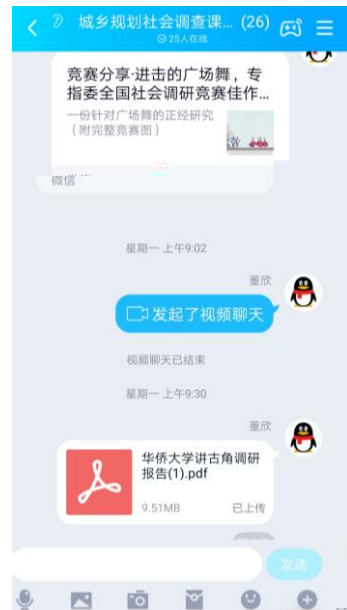 城乡规划社会调查课... (26)
25人在线
竞赛分享·进击的广场舞，专
指委全国社会调研竞赛佳作...
一份针对广场舞的正经研究
（附完整竞赛图）
微信
星期一 上午9:02
董欣
发起了视频聊天
视频聊天已结束
星期一 上午9:30
董欣
华侨大学讲古角调研
报告(1).pdf
9.51MB 已上传
发送